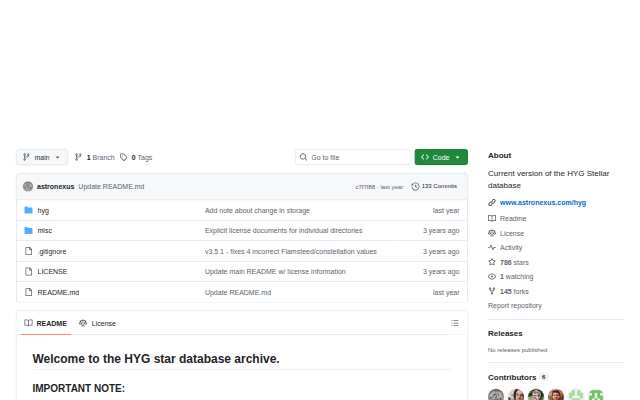 main
1 Branch
0 Tags
Go to file
Code
astronexus Update README.md
last year
133 Commits
hyg Add note about change in storage last year
misc Explicit license documents for individual directories 3 years ago
.gitignore v3.5.1 - fixes 4 incorrect Flamsteed/constellation values 3 years ago
LICENSE Update main README w/ license information 3 years ago
README.md Update README.md last year
README License
Welcome to the HYG star database archive.
IMPORTANT NOTE:
About
Current version of the HYG Stellar
database
www.astronexus.com/hyg
Readme
License
Activity
786 stars
1 watching
145 forks
Report repository
Releases
No releases published
Contributors 6